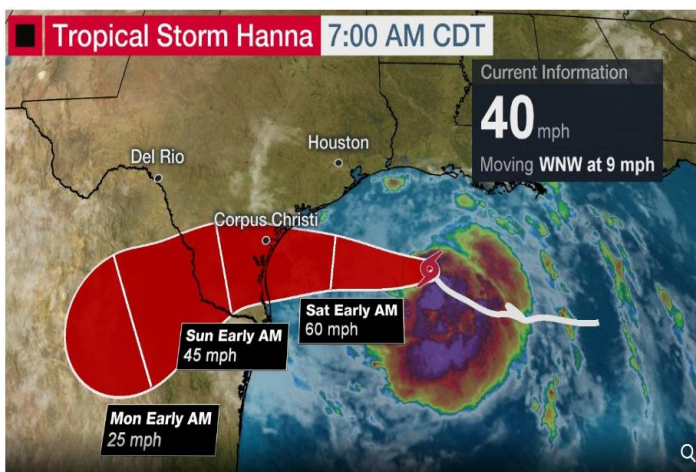 Tropical Storm Hanna 7:00 AM CDT
Current Information
40 mph
Moving WNW at 9 mph
Houston
Del Rio
Corpus Christi
Sat Early AM
60 mph
Sun Early AM
45 mph
Mon Early AM
25 mph